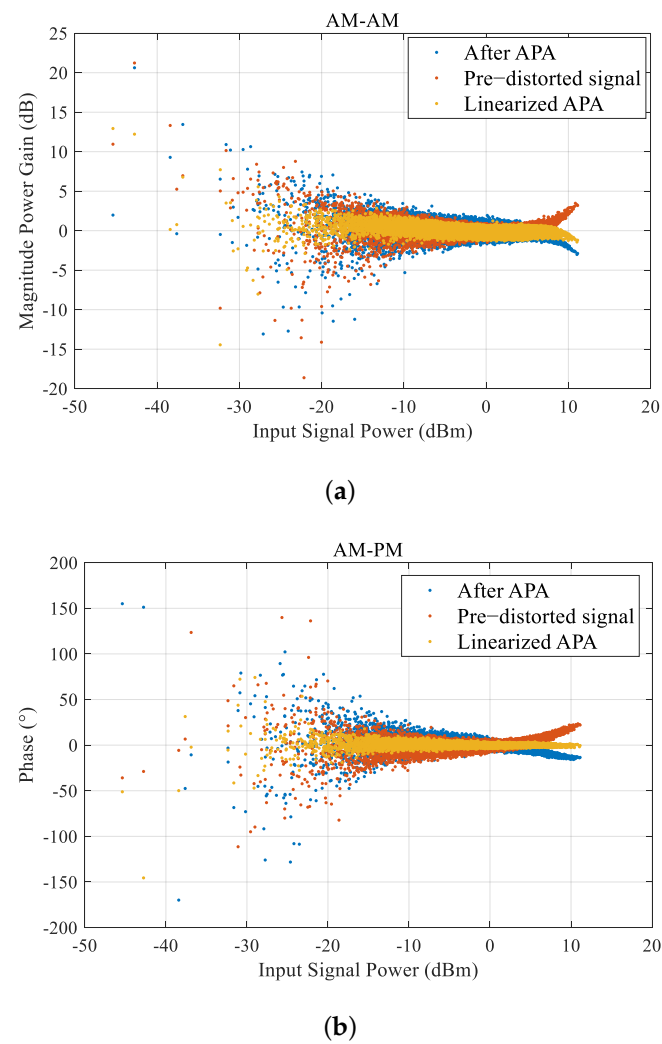 AM-AM
25
20
15
10
5
0
-5
-10
-15
-20
Magnitude Power Gain (dB)
After APA
Pre−distorted signal
Linearized APA
-50 -40 -30 -20 -10 0 10 20
Input Signal Power (dBm)
(a)
AM-PM
200
150
100
50
0
-50
-100
-150
-200
Phase (°)
After APA
Pre−distorted signal
Linearized APA
-50 -40 -30 -20 -10 0 10 20
Input Signal Power (dBm)
(b)